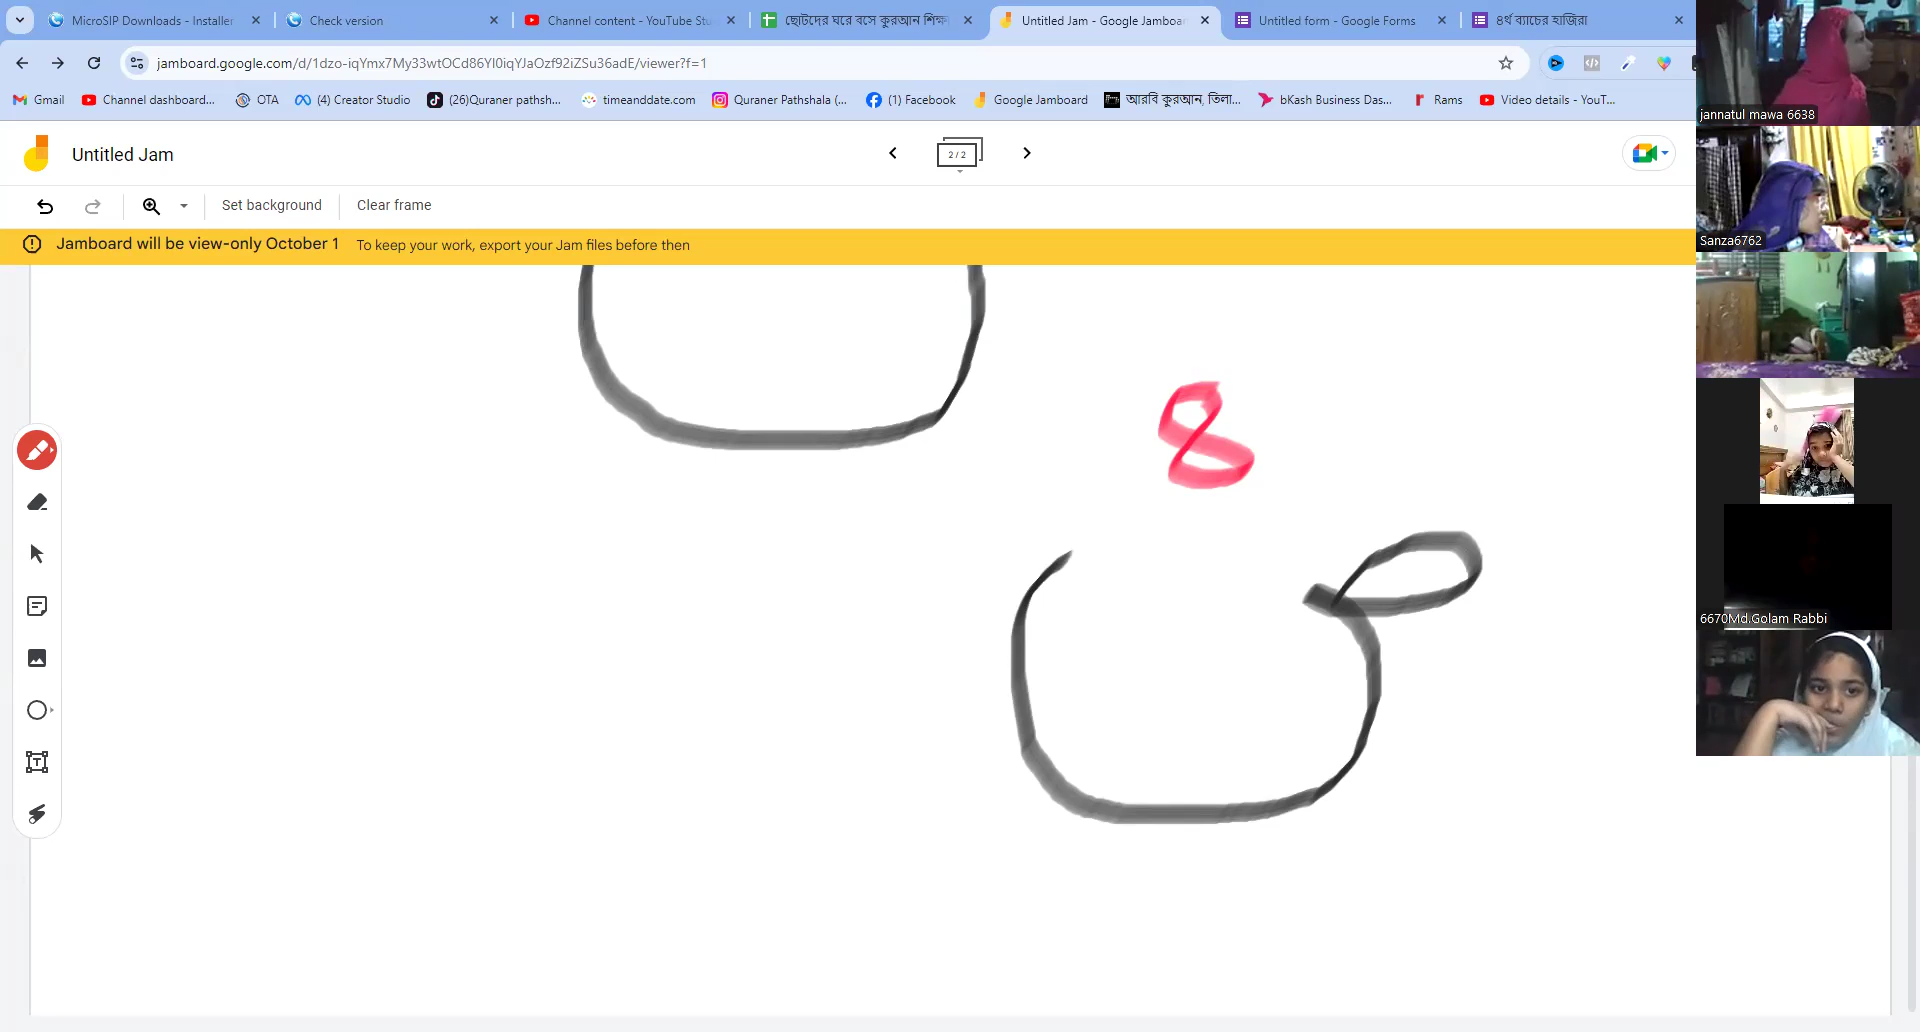 MicroSIP Downloads - Installer
Check version
Channel content - YouTube Stu
ছোটদের ঘরে বসে কুরআন শিক্ষ
Untitled Jam - Google Jamboar
Untitled form - Google Forms
৪র্থ ব্যাচের হাজিরা
jamboard.google.com/d/1dzo-iqYmx7My33wtOCd86Yl0iqYJaOzf92iZSu36adE/viewer?f=1
Gmail
Channel dashboard...
OTA
(4) Creator Studio
(26)Quraner pathsh...
timeanddate.com
Quraner Pathshala (...
(1) Facebook
Google Jamboard
আরবি কুরআন, তিলা...
bKash Business Das...
Rams
Video details - YouT...
Untitled Jam
2 / 2
Set background
Clear frame
Jamboard will be view-only October 1 To keep your work, export your Jam files before then
jannatul mawa 6638
Sanza6762
6670Md.Golam Rabbi